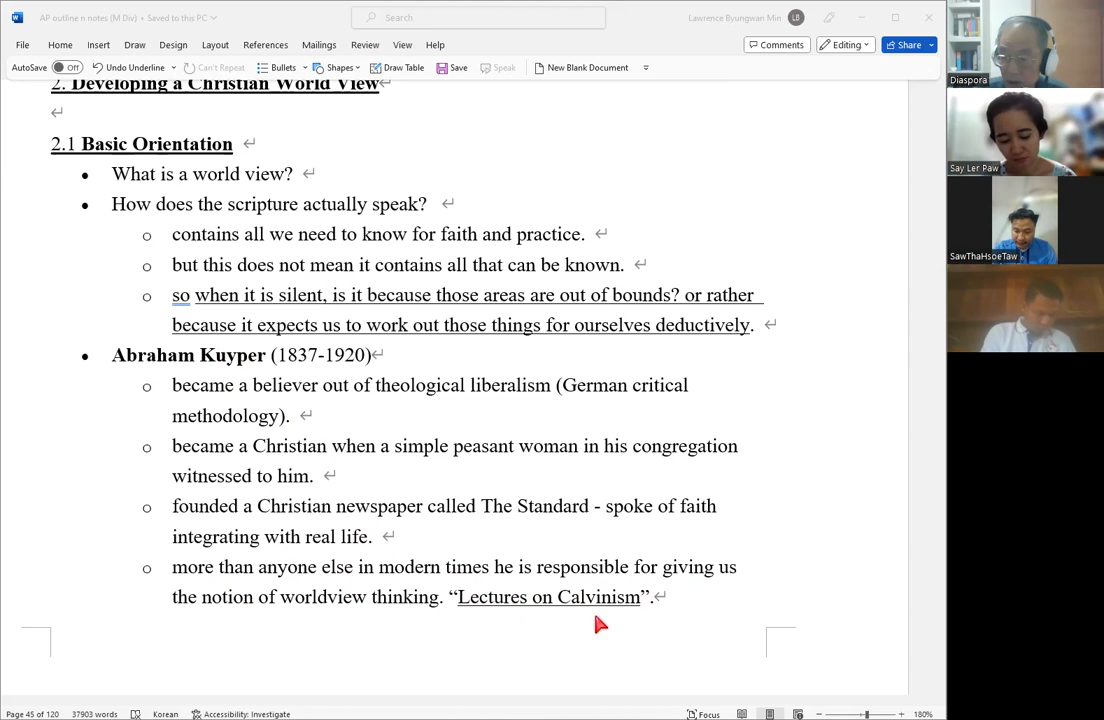 AP outline n notes (M Div) • Saved to this PC
Search
Lawrence Byungwan Min LB
File Home Insert Draw Design Layout References Mailings Review View Help Comments Editing Share
AutoSave Off Undo Underline Can't Repeat Bullets Shapes Draw Table Save Speak New Blank Document
2. Developing a Christian World View
2.1 Basic Orientation
• What is a world view?
• How does the scripture actually speak?
o contains all we need to know for faith and practice.
o but this does not mean it contains all that can be known.
o so when it is silent, is it because those areas are out of bounds? or rather
because it expects us to work out those things for ourselves deductively.
• Abraham Kuyper (1837-1920)
o became a believer out of theological liberalism (German critical
methodology).
o became a Christian when a simple peasant woman in his congregation
witnessed to him.
o founded a Christian newspaper called The Standard - spoke of faith
integrating with real life.
o more than anyone else in modern times he is responsible for giving us
the notion of worldview thinking. “Lectures on Calvinism”.
Page 45 of 120 37903 words Korean Accessibility: Investigate Focus 180%
Diaspora
Say Ler Paw
SawThaHsoeTaw